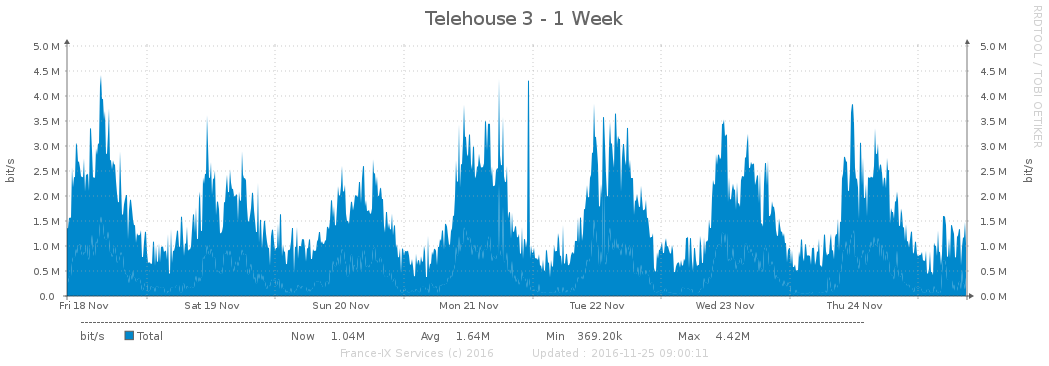 Telehouse 3 - 1 Week
RRDTOOL / TOBI OETIKER
bit/s
bit/s
5.0 M 5.0 M
4.5 M 4.5 M
4.0 M 4.0 M
3.5 M 3.5 M
3.0 M 3.0 M
2.5 M 2.5 M
2.0 M 2.0 M
1.5 M 1.5 M
1.0 M 1.0 M
0.5 M 0.5 M
0.0 0.0 M
Fri 18 Nov Sat 19 Nov Sun 20 Nov Mon 21 Nov Tue 22 Nov Wed 23 Nov Thu 24 Nov
bit/s Total Now 1.04M Avg 1.64M Min 369.20k Max 4.42M
France-IX Services (c) 2016 Updated : 2016-11-25 09:00:11